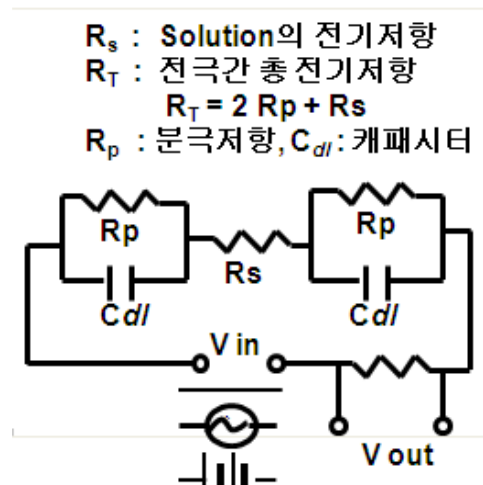 Rs : Solution의 전기저항
RT : 전극간 총 전기저항
RT = 2 Rp + Rs
Rp : 분극저항, Cdl : 캐패시터
Rp
Rp
Rs
Cdl
Cdl
V in
V out